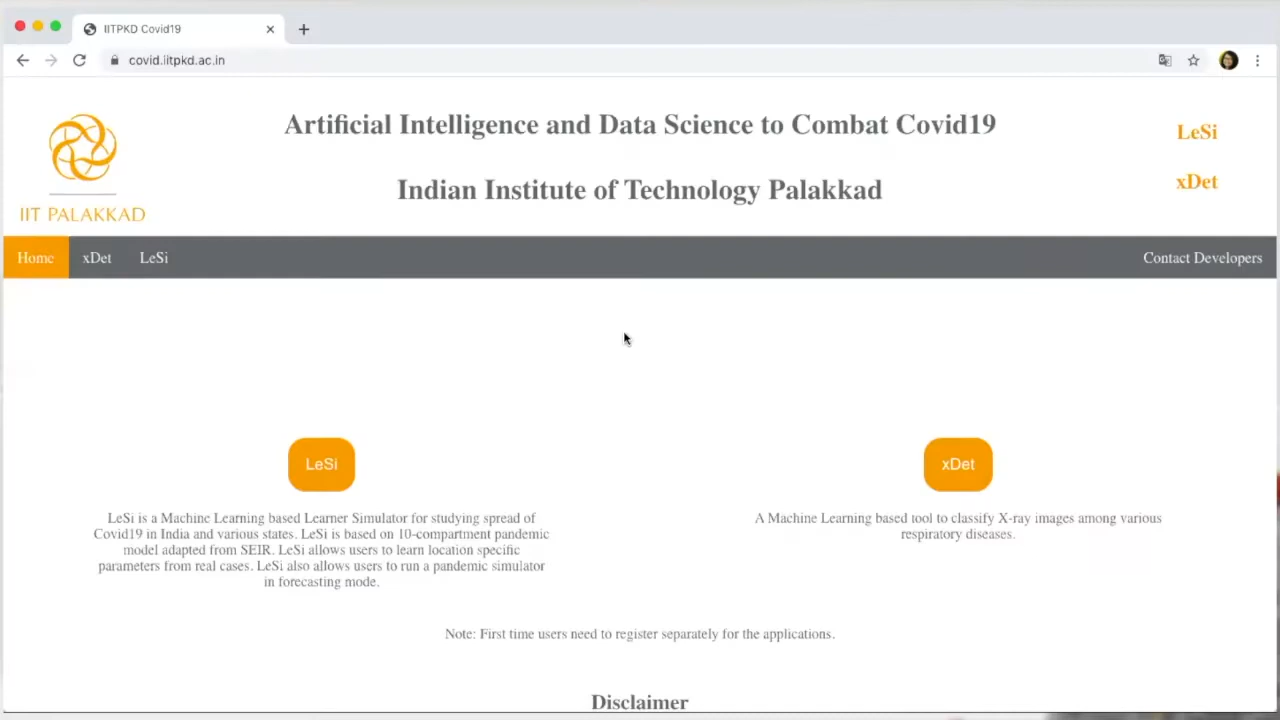 IITPKD Covid19
covid.iitpkd.ac.in
Artificial Intelligence and Data Science to Combat Covid19
Indian Institute of Technology Palakkad
LeSi
xDet
IIT PALAKKAD
Home xDet LeSi Contact Developers
LeSi
LeSi is a Machine Learning based Learner Simulator for studying spread of
Covid19 in India and various states. LeSi is based on 10-compartment pandemic
model adapted from SEIR. LeSi allows users to learn location specific
parameters from real cases. LeSi also allows users to run a pandemic simulator
in forecasting mode.
xDet
A Machine Learning based tool to classify X-ray images among various
respiratory diseases.
Note: First time users need to register separately for the applications.
Disclaimer